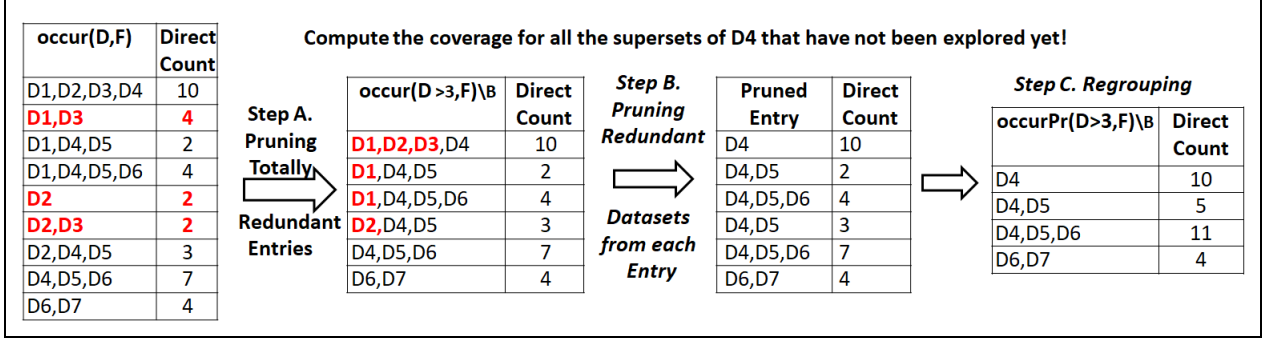 Compute the coverage for all the supersets of D4 that have not been explored yet!
occur(D,F) Direct
Count
D1,D2,D3,D4 10
D1,D3 4
D1,D4,D5 2
D1,D4,D5,D6 4
D2 2
D2,D3 2
D2,D4,D5 3
D4,D5,D6 7
D6,D7 4
Step A.
Pruning
Totally
Redundant
Entries
occur(D >3,F)\B Direct
Count
D1,D2,D3,D4 10
D1,D4,D5 2
D1,D4,D5,D6 4
D2,D4,D5 3
D4,D5,D6 7
D6,D7 4
Step B.
Pruning
Redundant
Datasets
from each
Entry
Pruned Direct
Entry Count
D4 10
D4,D5 2
D4,D5,D6 4
D4,D5 3
D4,D5,D6 7
D6,D7 4
Step C. Regrouping
occurPr(D>3,F)\B Direct
Count
D4 10
D4,D5 5
D4,D5,D6 11
D6,D7 4